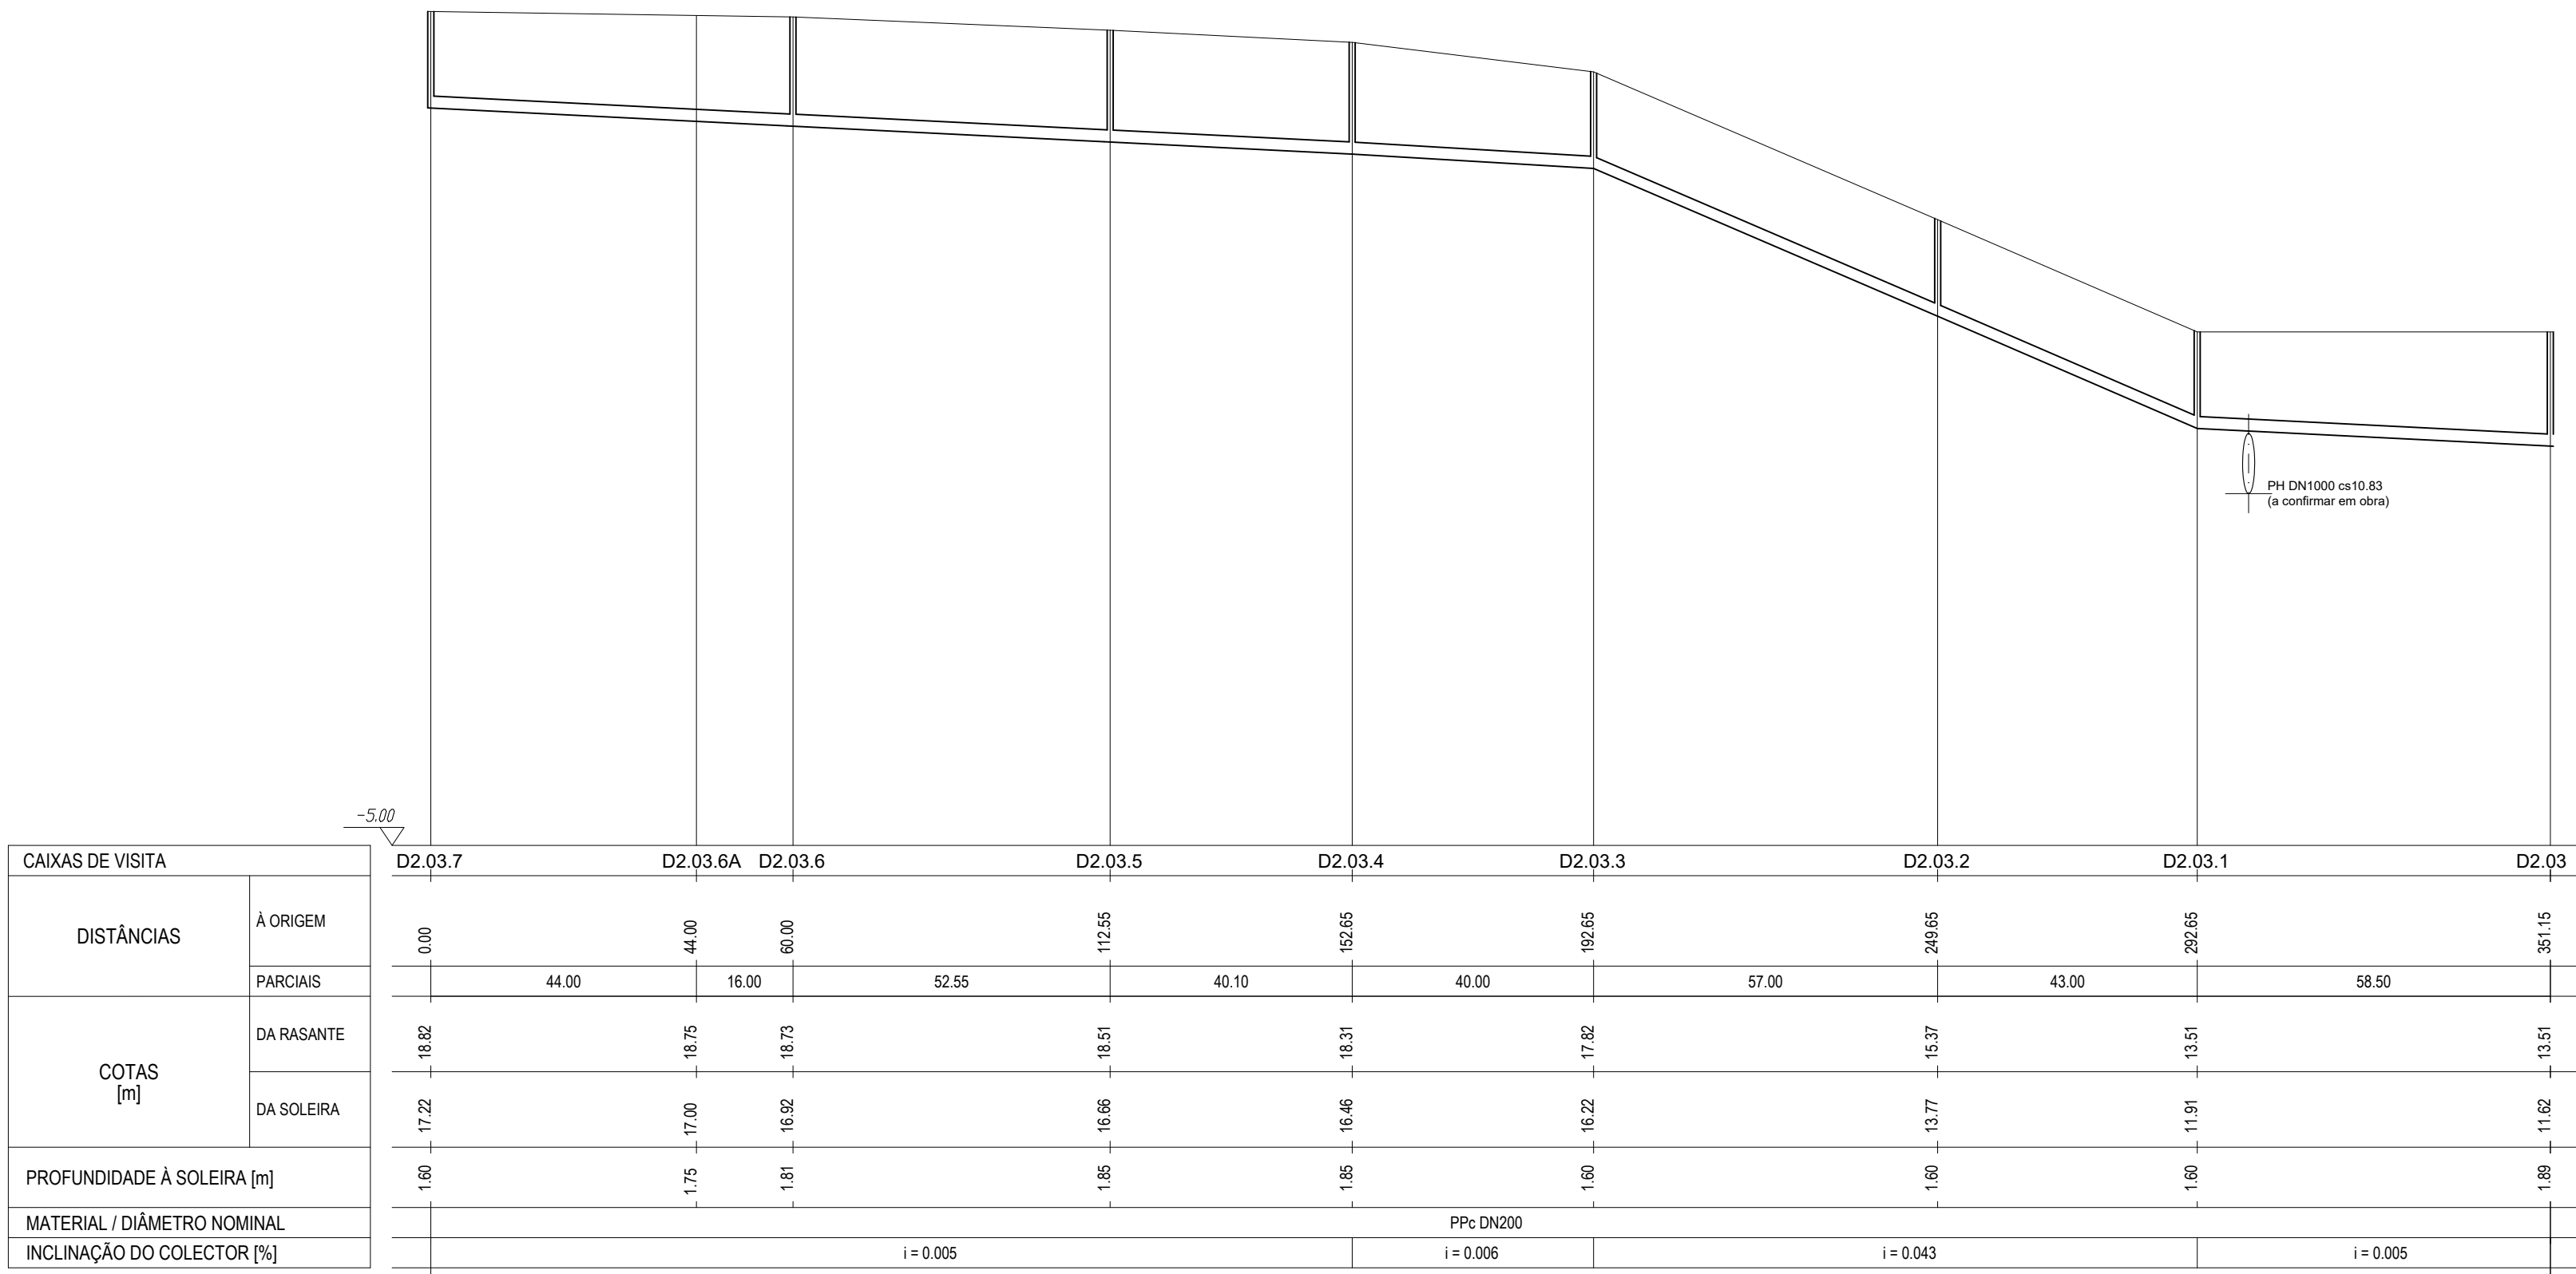 PH DN1000 cs10.83
(a confirmar em obra)
-5.00
CAIXAS DE VISITA
D2.03.7 D2.03.6A D2.03.6 D2.03.5 D2.03.4 D2.03.3 D2.03.2 D2.03.1 D2.03
DISTÂNCIAS
À ORIGEM
0.00 44.00 60.00 112.55 152.65 192.65 249.65 292.65 351.15
PARCIAIS
44.00 16.00 52.55 40.10 40.00 57.00 43.00 58.50
COTAS
[m]
DA RASANTE
18.82 18.75 18.73 18.51 18.31 17.82 15.37 13.51 13.51
DA SOLEIRA
17.22 17.00 16.92 16.66 16.46 16.22 13.77 11.91 11.62
PROFUNDIDADE À SOLEIRA [m]
1.60 1.75 1.81 1.85 1.85 1.60 1.60 1.60 1.89
MATERIAL / DIÂMETRO NOMINAL
PPc DN200
INCLINAÇÃO DO COLECTOR [%]
i = 0.005 i = 0.006 i = 0.043 i = 0.005